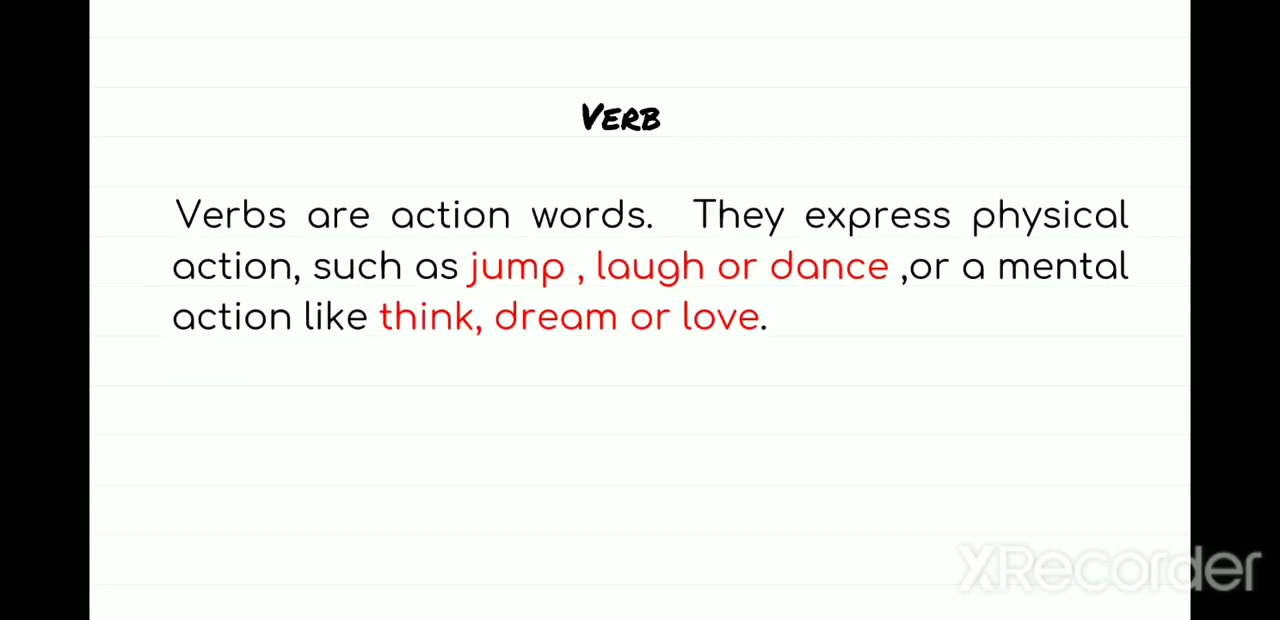 VERB
Verbs are action words. They express physical
action, such as jump , laugh or dance ,or a mental
action like think, dream or love.
XRecorder